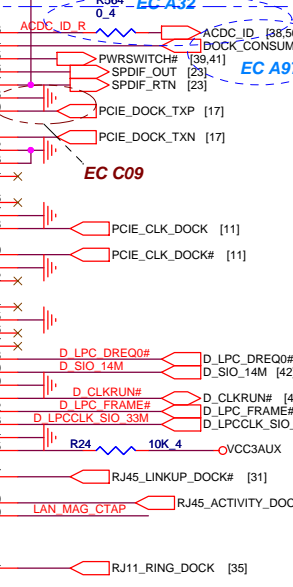 EC A32
R564
0_4
ACDC_ID_R
ACDC_ID [38,50
DOCK_CONSUM
PWRSWITCH# [39,41]
SPDIF_OUT [23]
SPDIF_RTN [23]
EC A97
PCIE_DOCK_TXP [17]
PCIE_DOCK_TXN [17]
EC C09
PCIE_CLK_DOCK [11]
PCIE_CLK_DOCK# [11]
D_LPC_DREQ0# D_LPC_DREQ0#
D_SIO_14M D_SIO_14M [42
D_CLKRUN# D_CLKRUN# [4
D_LPC_FRAME# D_LPC_FRAME#
D_LPCCLK_SIO_33M D_LPCCLK_SIO_
R24 10K_4 VCC3AUX
RJ45_LINKUP_DOCK# [31]
RJ45_ACTIVITY_DOC
LAN_MAG_CTAP
RJ11_RING_DOCK [35]